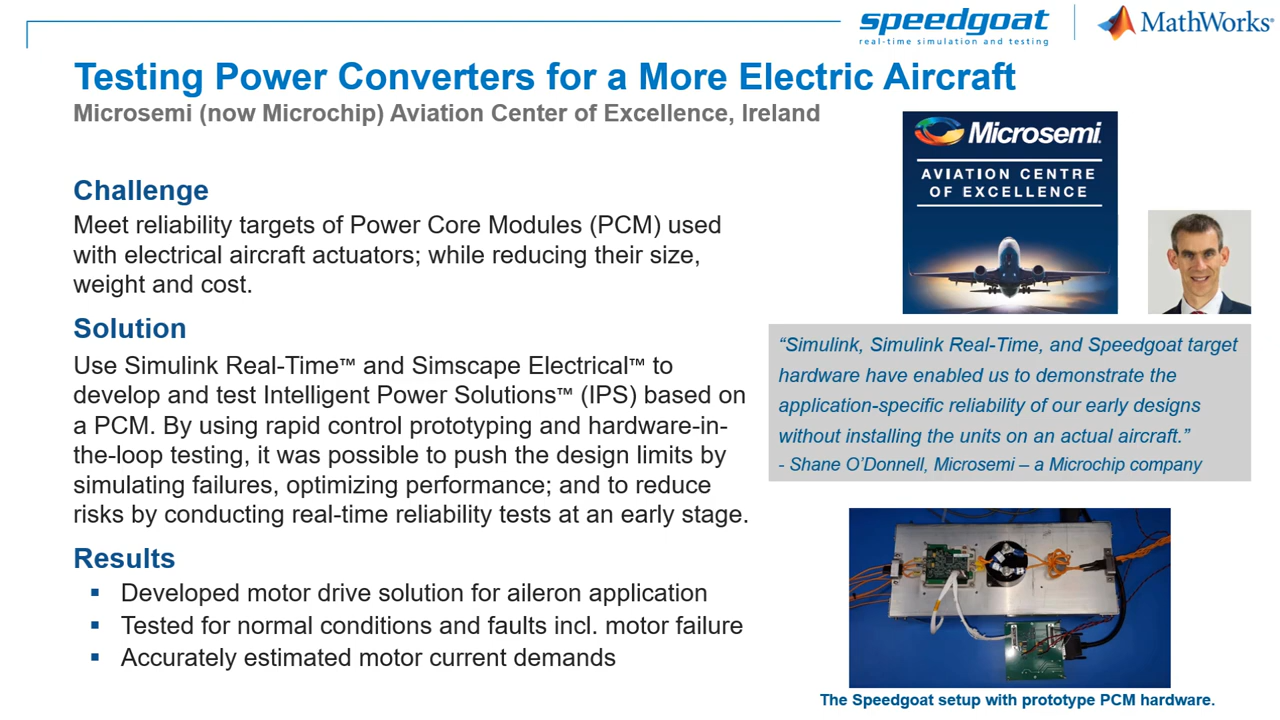 speedgoat
real-time simulation and testing
MathWorks®
Testing Power Converters for a More Electric Aircraft
Microsemi (now Microchip) Aviation Center of Excellence, Ireland
Microsemi.
AVIATION CENTRE
OF EXCELLENCE
Challenge
Meet reliability targets of Power Core Modules (PCM) used
with electrical aircraft actuators; while reducing their size,
weight and cost.
Solution
Use Simulink Real-Time™ and Simscape Electrical™ to
develop and test Intelligent Power Solutions™ (IPS) based on
a PCM. By using rapid control prototyping and hardware-in-
the-loop testing, it was possible to push the design limits by
simulating failures, optimizing performance; and to reduce
risks by conducting real-time reliability tests at an early stage.
Results
▪ Developed motor drive solution for aileron application
▪ Tested for normal conditions and faults incl. motor failure
▪ Accurately estimated motor current demands
“Simulink, Simulink Real-Time, and Speedgoat target
hardware have enabled us to demonstrate the
application-specific reliability of our early designs
without installing the units on an actual aircraft.”
- Shane O’Donnell, Microsemi – a Microchip company
The Speedgoat setup with prototype PCM hardware.